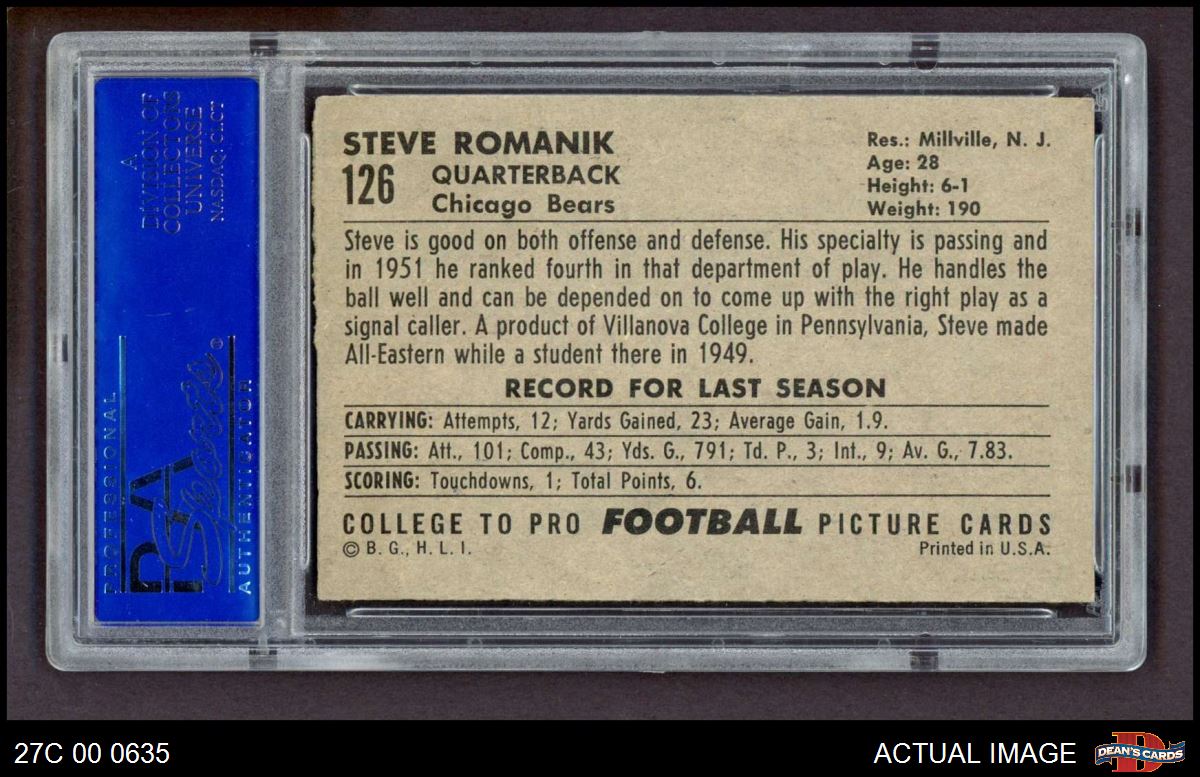 A
DIVISION OF
COLLECTORS
UNIVERSE
NASDAQ: CLCT
PROFESSIONAL
PSA
Sports®
AUTHENTICATOR
STEVE ROMANIK
126 QUARTERBACK
Chicago Bears
Res.: Millville, N. J.
Age: 28
Height: 6-1
Weight: 190
Steve is good on both offense and defense. His specialty is passing and
in 1951 he ranked fourth in that department of play. He handles the
ball well and can be depended on to come up with the right play as a
signal caller. A product of Villanova College in Pennsylvania, Steve made
All-Eastern while a student there in 1949.
RECORD FOR LAST SEASON
CARRYING: Attempts, 12; Yards Gained, 23; Average Gain, 1.9.
PASSING: Att., 101; Comp., 43; Yds. G., 791; Td. P., 3; Int., 9; Av. G., 7.83.
SCORING: Touchdowns, 1; Total Points, 6.
COLLEGE TO PRO FOOTBALL PICTURE CARDS
© B. G., H. L. I. Printed in U.S.A.
27C 00 0635
ACTUAL IMAGE
DEAN'S CARDS